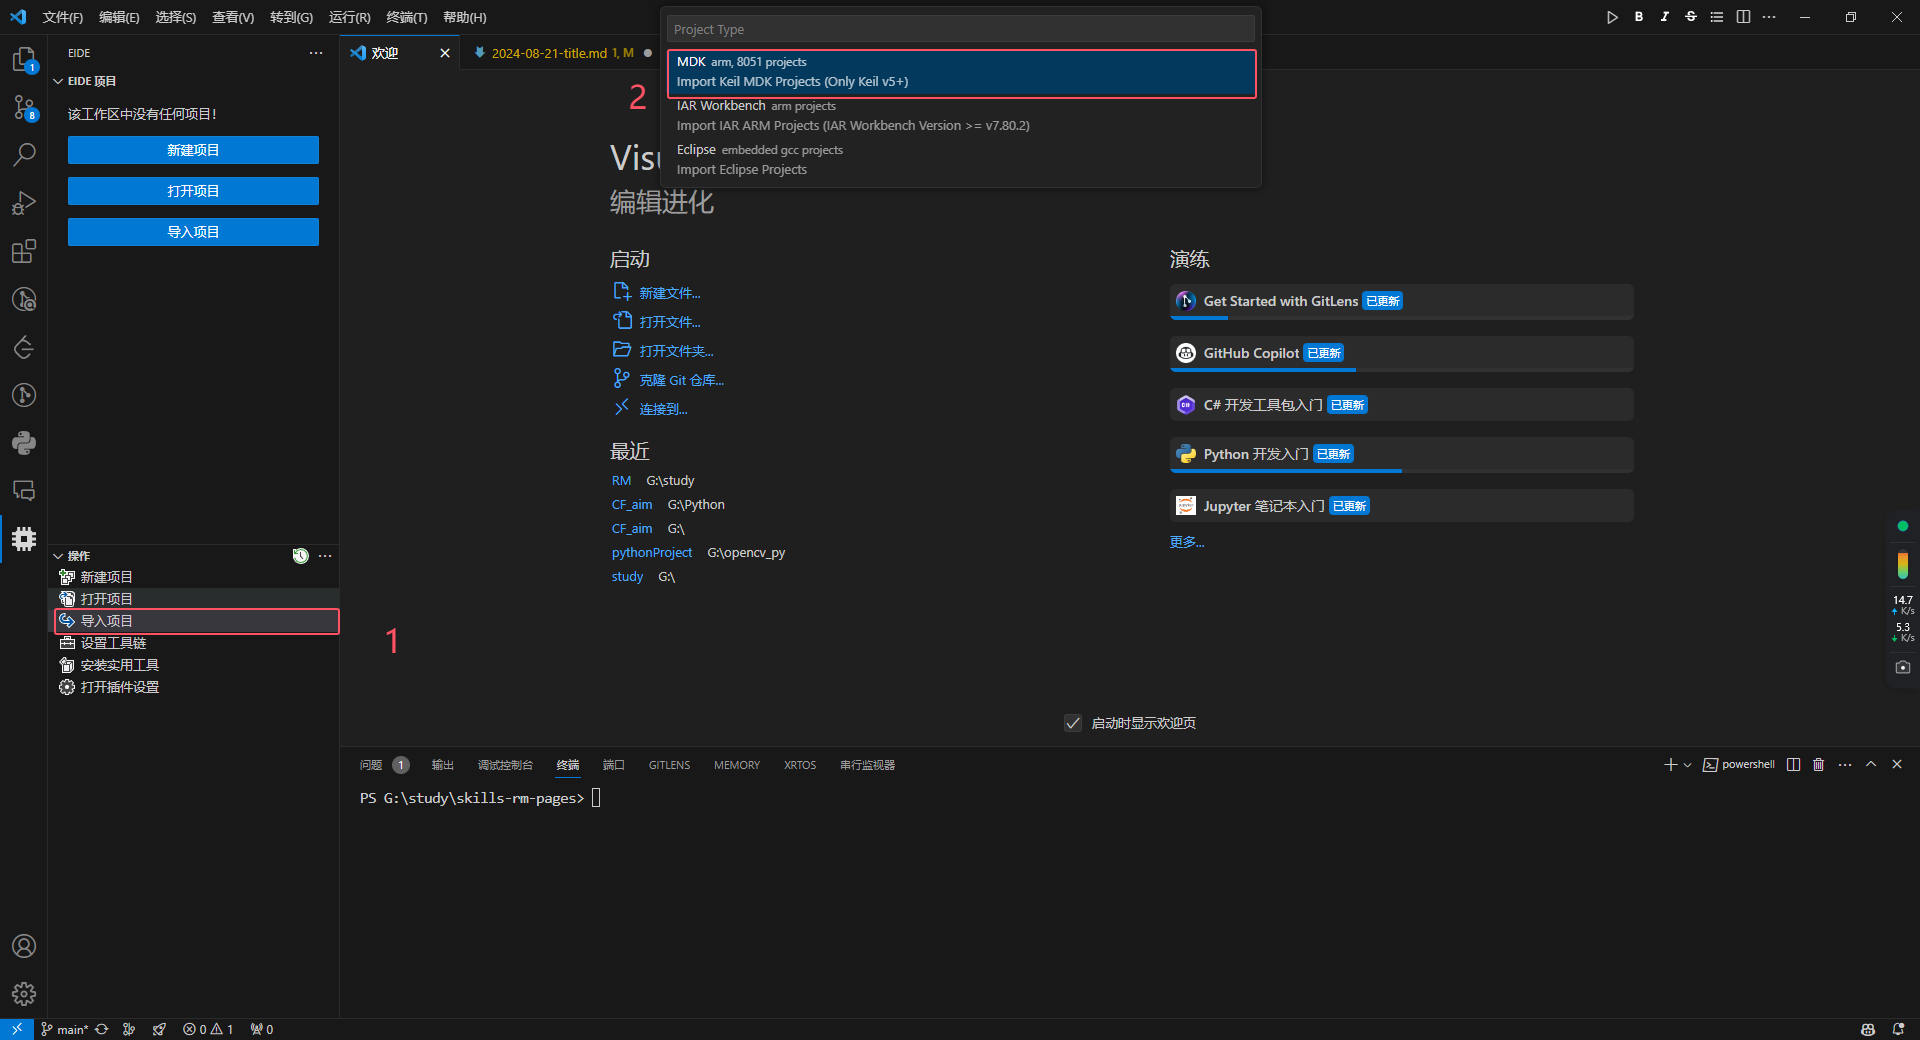 文件(F) 编辑(E) 选择(S) 查看(V) 转到(G) 运行(R) 终端(T) 帮助(H)
Project Type
MDK arm, 8051 projects
Import Keil MDK Projects (Only Keil v5+)
IAR Workbench arm projects
Import IAR ARM Projects (IAR Workbench Version >= v7.80.2)
Eclipse embedded gcc projects
Import Eclipse Projects
2
EIDE
EIDE 项目
该工作区中没有任何项目!
新建项目
打开项目
导入项目
操作
新建项目
打开项目
导入项目
设置工具链
安装实用工具
打开插件设置
1
欢迎
2024-08-21-title.md 1, M
编辑进化
启动
新建文件...
打开文件...
打开文件夹...
克隆 Git 仓库...
连接到...
最近
RM G:\study
CF_aim G:\Python
CF_aim G:\
pythonProject G:\opencv_py
study G:\
演练
Get Started with GitLens 已更新
GitHub Copilot 已更新
C# 开发工具包入门 已更新
Python 开发入门 已更新
Jupyter 笔记本入门 已更新
更多...
启动时显示欢迎页
14.7
K/s
5.3
K/s
问题 1 输出 调试控制台 终端 端口 GITLENS MEMORY XRTOS 串行监视器
powershell
PS G:\study\skills-rm-pages>
1
8
main* 0 1 0